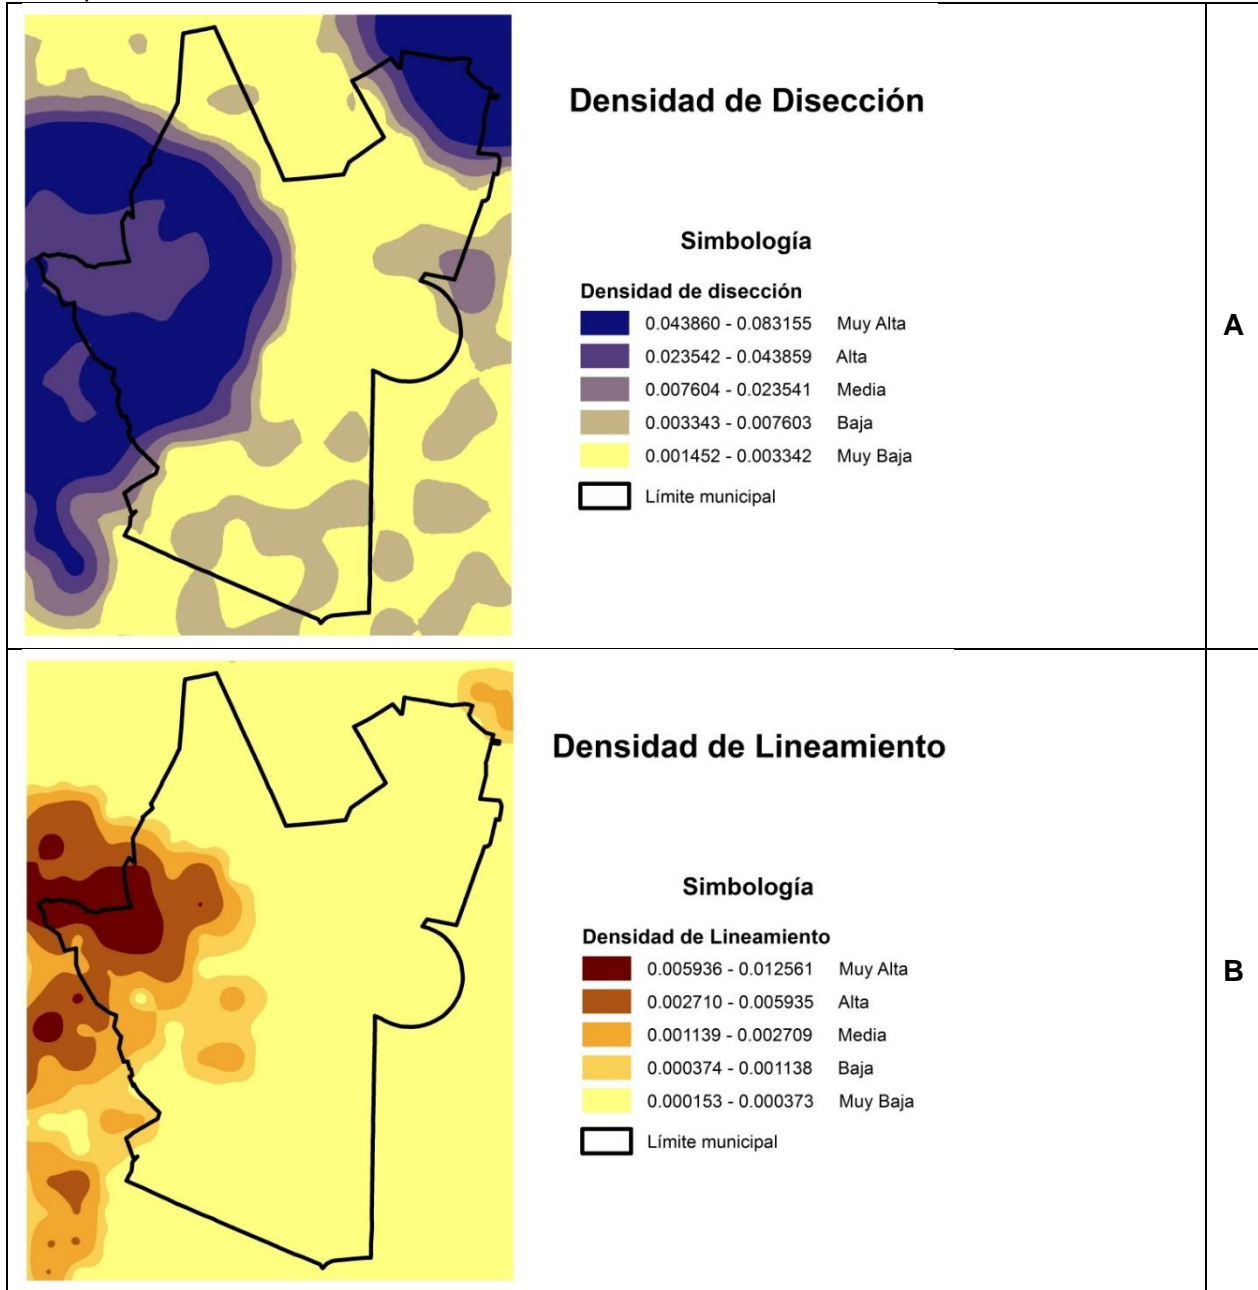 Densidad de Disección
Simbología
Densidad de disección
0.043860 - 0.083155 Muy Alta
0.023542 - 0.043859 Alta
0.007604 - 0.023541 Media
0.003343 - 0.007603 Baja
0.001452 - 0.003342 Muy Baja
Límite municipal
A
Densidad de Lineamiento
Simbología
Densidad de Lineamiento
0.005936 - 0.012561 Muy Alta
0.002710 - 0.005935 Alta
0.001139 - 0.002709 Media
0.000374 - 0.001138 Baja
0.000153 - 0.000373 Muy Baja
Límite municipal
B